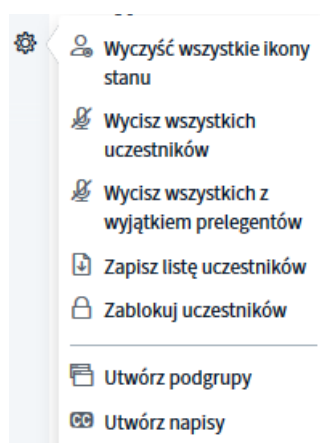 Wyczyść wszystkie ikony
stanu
Wycisz wszystkich
uczestników
Wycisz wszystkich z
wyjątkiem prelegentów
Zapisz listę uczestników
Zablokuj uczestników
Utwórz podgrupy
CC Utwórz napisy